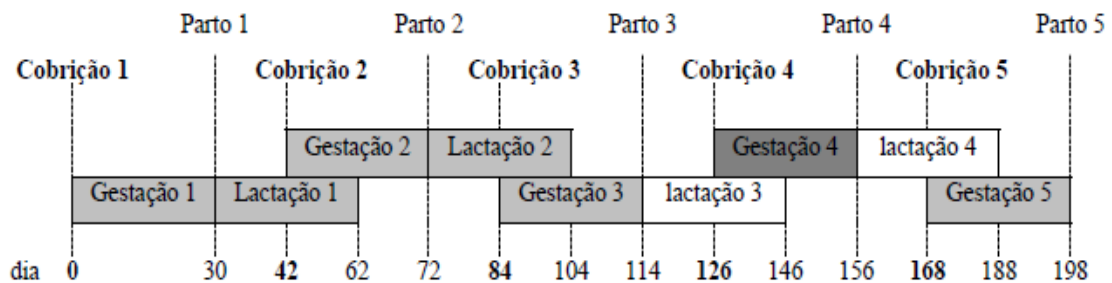 Parto 1 Parto 2 Parto 3 Parto 4 Parto 5
Cobrição 1 Cobrição 2 Cobrição 3 Cobrição 4 Cobrição 5
Gestação 2 Lactação 2 Gestação 4 lactação 4
Gestação 1 Lactação 1 Gestação 3 lactação 3 Gestação 5
dia 0 30 42 62 72 84 104 114 126 146 156 168 188 198